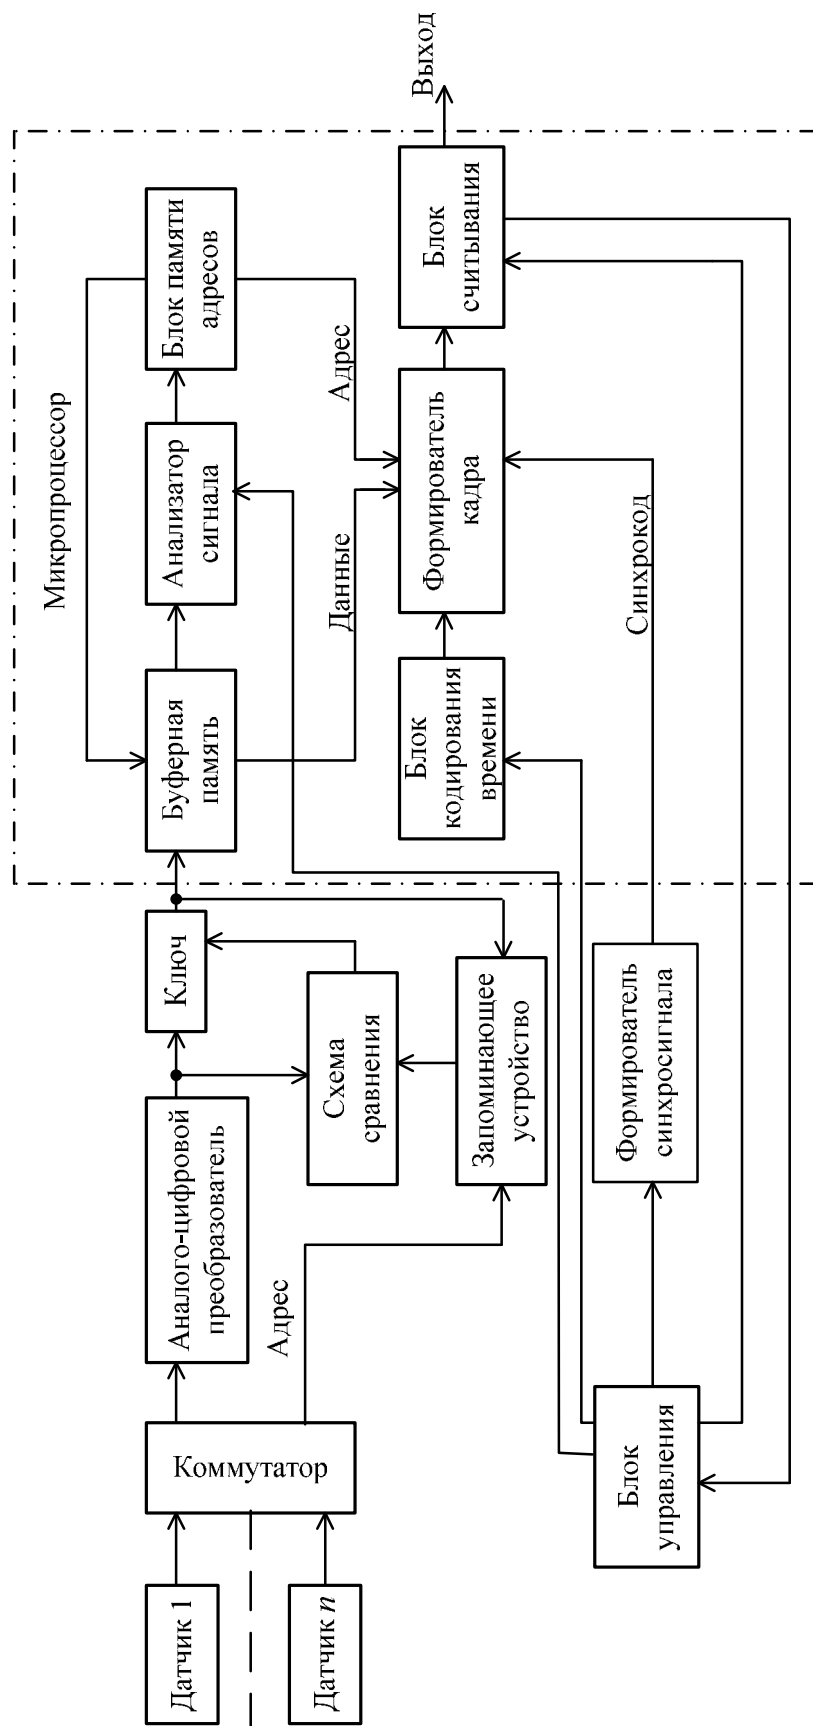 Микропроцессор
Датчик 1
Датчик n
Коммутатор
Адрес
Аналого-цифровой
преобразователь
Ключ
Схема
сравнения
Запоминающее
устройство
Буферная
память
Анализатор
сигнала
Блок памяти
адресов
Данные
Адрес
Блок
кодирования
времени
Формирователь
кадра
Блок
считывания
Выход
Блок
управления
Формирователь
синхросигнала
Синхрокод